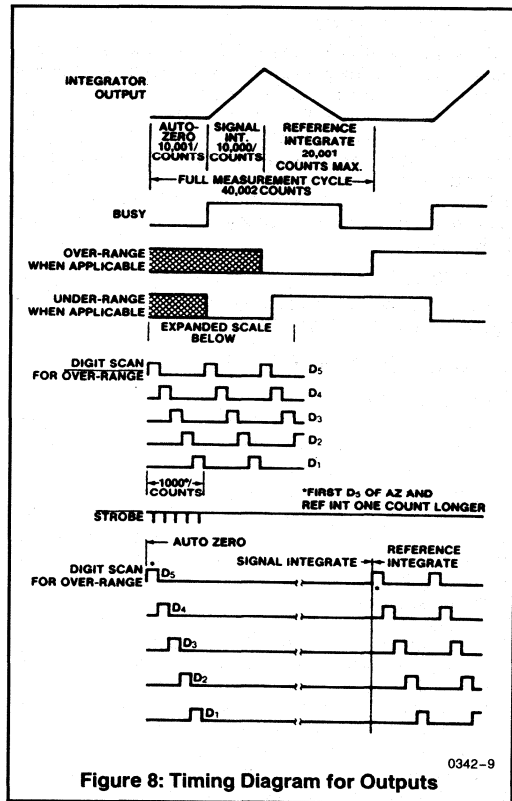 INTEGRATOR
OUTPUT
AUTO-
ZERO
10,001/
COUNTS
SIGNAL
INT.
10,000/
COUNTS
REFERENCE
INTEGRATE
20,001
COUNTS MAX.
FULL MEASUREMENT CYCLE
40,002 COUNTS
BUSY
OVER-RANGE
WHEN APPLICABLE
UNDER-RANGE
WHEN APPLICABLE
EXPANDED SCALE
BELOW
DIGIT SCAN
FOR OVER-RANGE
D5
D4
D3
D2
D1
1000*/
COUNTS
*FIRST D5 OF AZ AND
REF INT ONE COUNT LONGER
STROBE
AUTO ZERO
SIGNAL INTEGRATE
REFERENCE
INTEGRATE
DIGIT SCAN
FOR OVER-RANGE
* D5
*
D4
D3
D2
D1
0342-9
Figure 8: Timing Diagram for Outputs